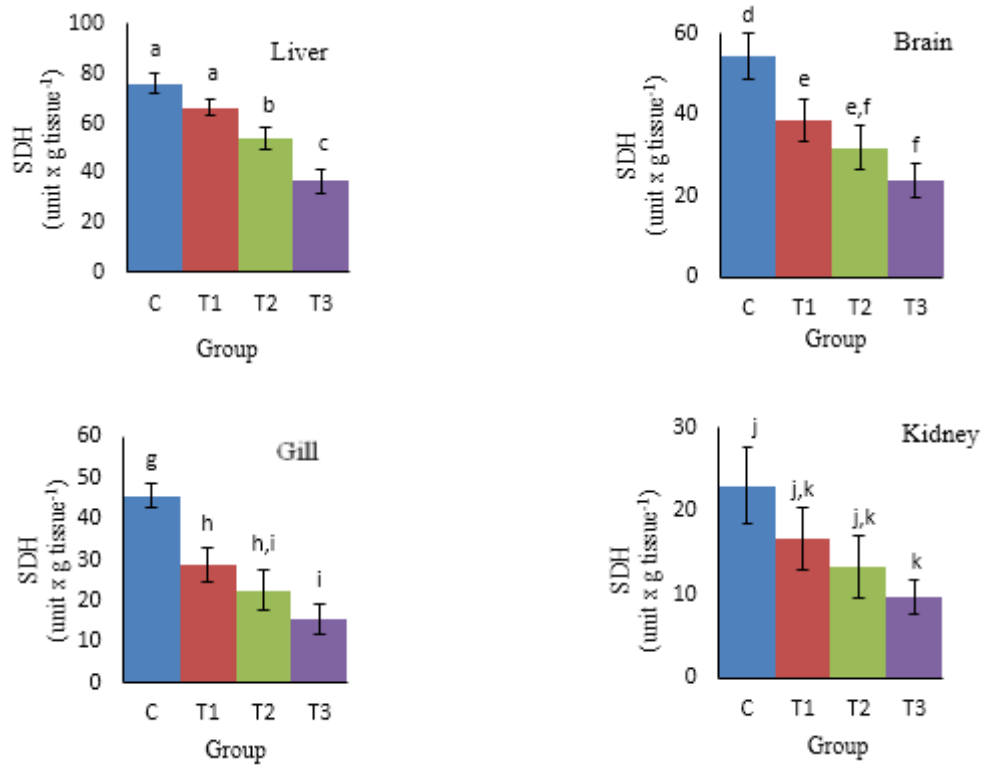 Liver
SDH
(unit x g tissue⁻¹)
100
80
60
40
20
0
a
a
b
c
C T1 T2 T3
Group
Brain
SDH
(unit x g tissue⁻¹)
60
40
20
0
d
e
e,f
f
C T1 T2 T3
Group
Gill
SDH
(unit x g tissue⁻¹)
60
50
40
30
20
10
0
g
h
h,i
i
C T1 T2 T3
Group
Kidney
SDH
(unit x g tissue⁻¹)
30
20
10
0
j
j,k
j,k
k
C T1 T2 T3
Group